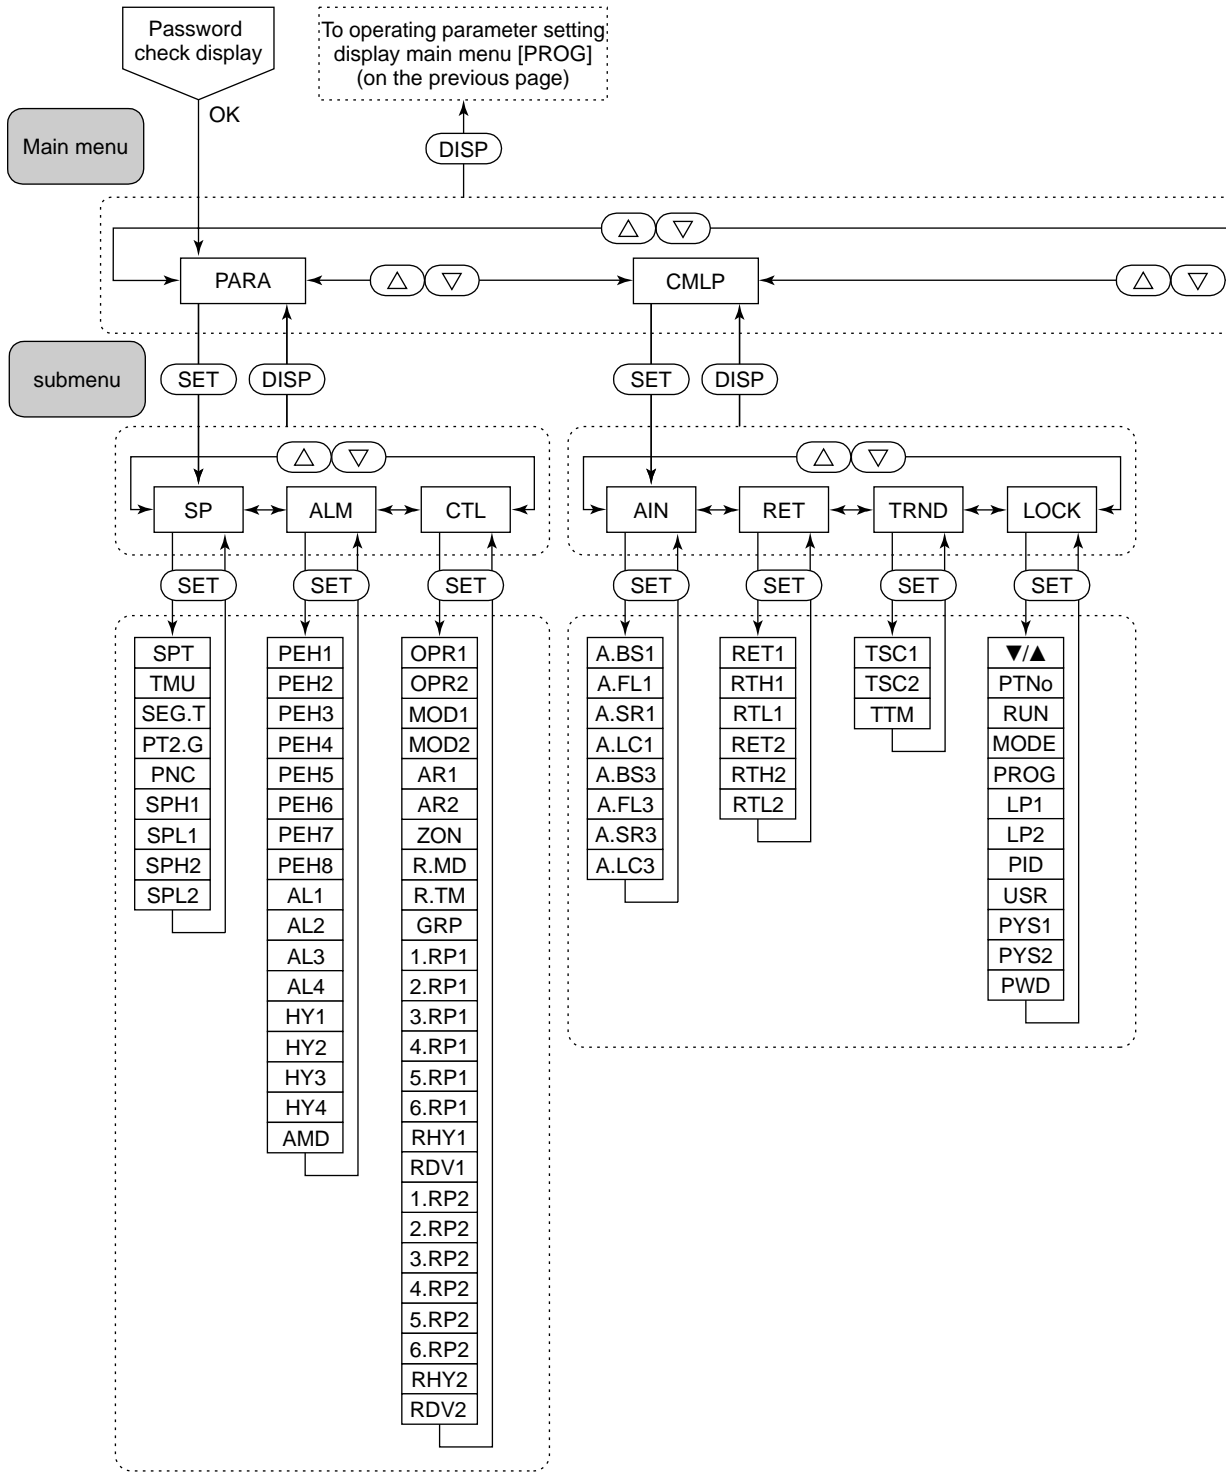 Password
check display
To operating parameter setting
display main menu [PROG]
(on the previous page)
OK
Main menu
DISP
△ ▽
PARA
△ ▽
CMLP
△ ▽
submenu
SET
DISP
SET
DISP
△ ▽
△ ▽
SP
ALM
CTL
AIN
RET
TRND
LOCK
SET
SET
SET
SET
SET
SET
SET
SPT
TMU
SEG.T
PT2.G
PNC
SPH1
SPL1
SPH2
SPL2
PEH1
PEH2
PEH3
PEH4
PEH5
PEH6
PEH7
PEH8
AL1
AL2
AL3
AL4
HY1
HY2
HY3
HY4
AMD
OPR1
OPR2
MOD1
MOD2
AR1
AR2
ZON
R.MD
R.TM
GRP
1.RP1
2.RP1
3.RP1
4.RP1
5.RP1
6.RP1
RHY1
RDV1
1.RP2
2.RP2
3.RP2
4.RP2
5.RP2
6.RP2
RHY2
RDV2
A.BS1
A.FL1
A.SR1
A.LC1
A.BS3
A.FL3
A.SR3
A.LC3
RET1
RTH1
RTL1
RET2
RTH2
RTL2
TSC1
TSC2
TTM
▼/▲
PTNo
RUN
MODE
PROG
LP1
LP2
PID
USR
PYS1
PYS2
PWD